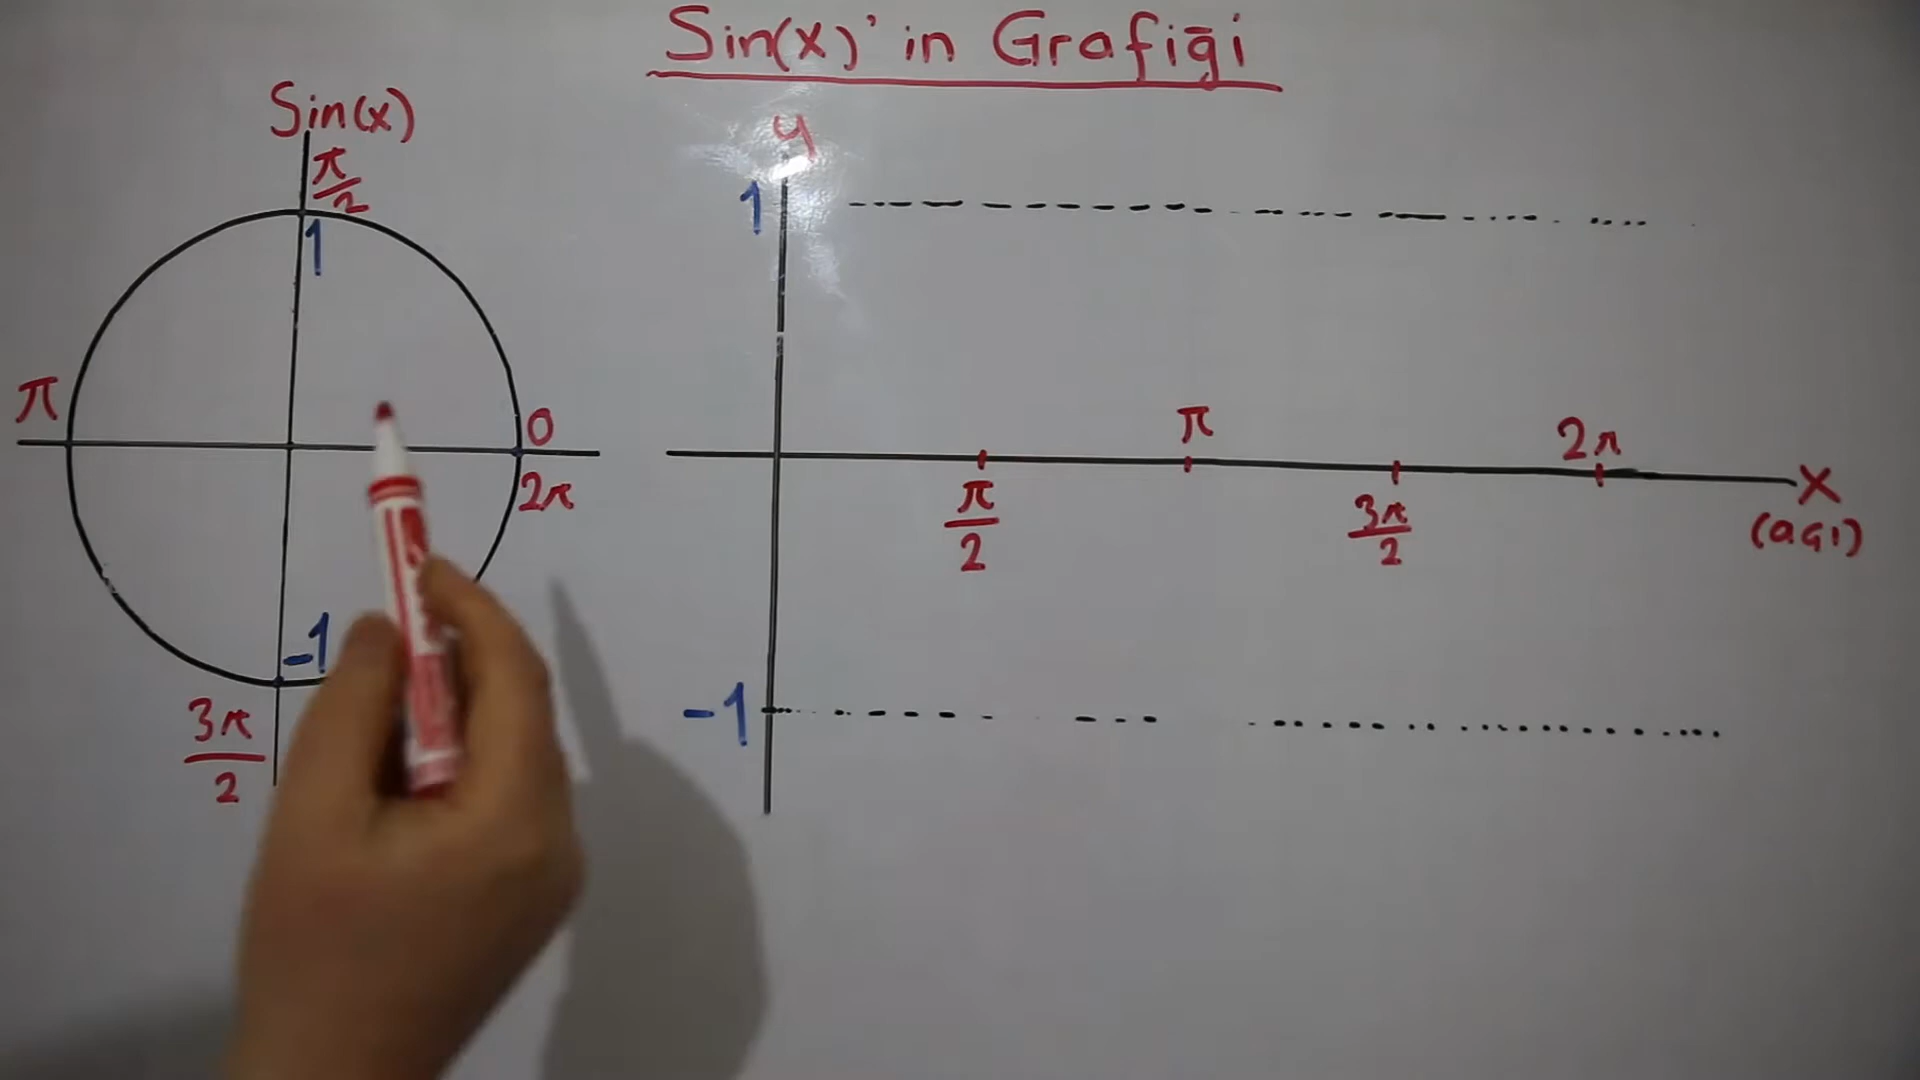 Sin(x)'in Grafiği
Sin(x)
π/2
1
π
0
2π
-1
3π/2
y
1
π/2
π
3π/2
2π
x
(açı)
-1